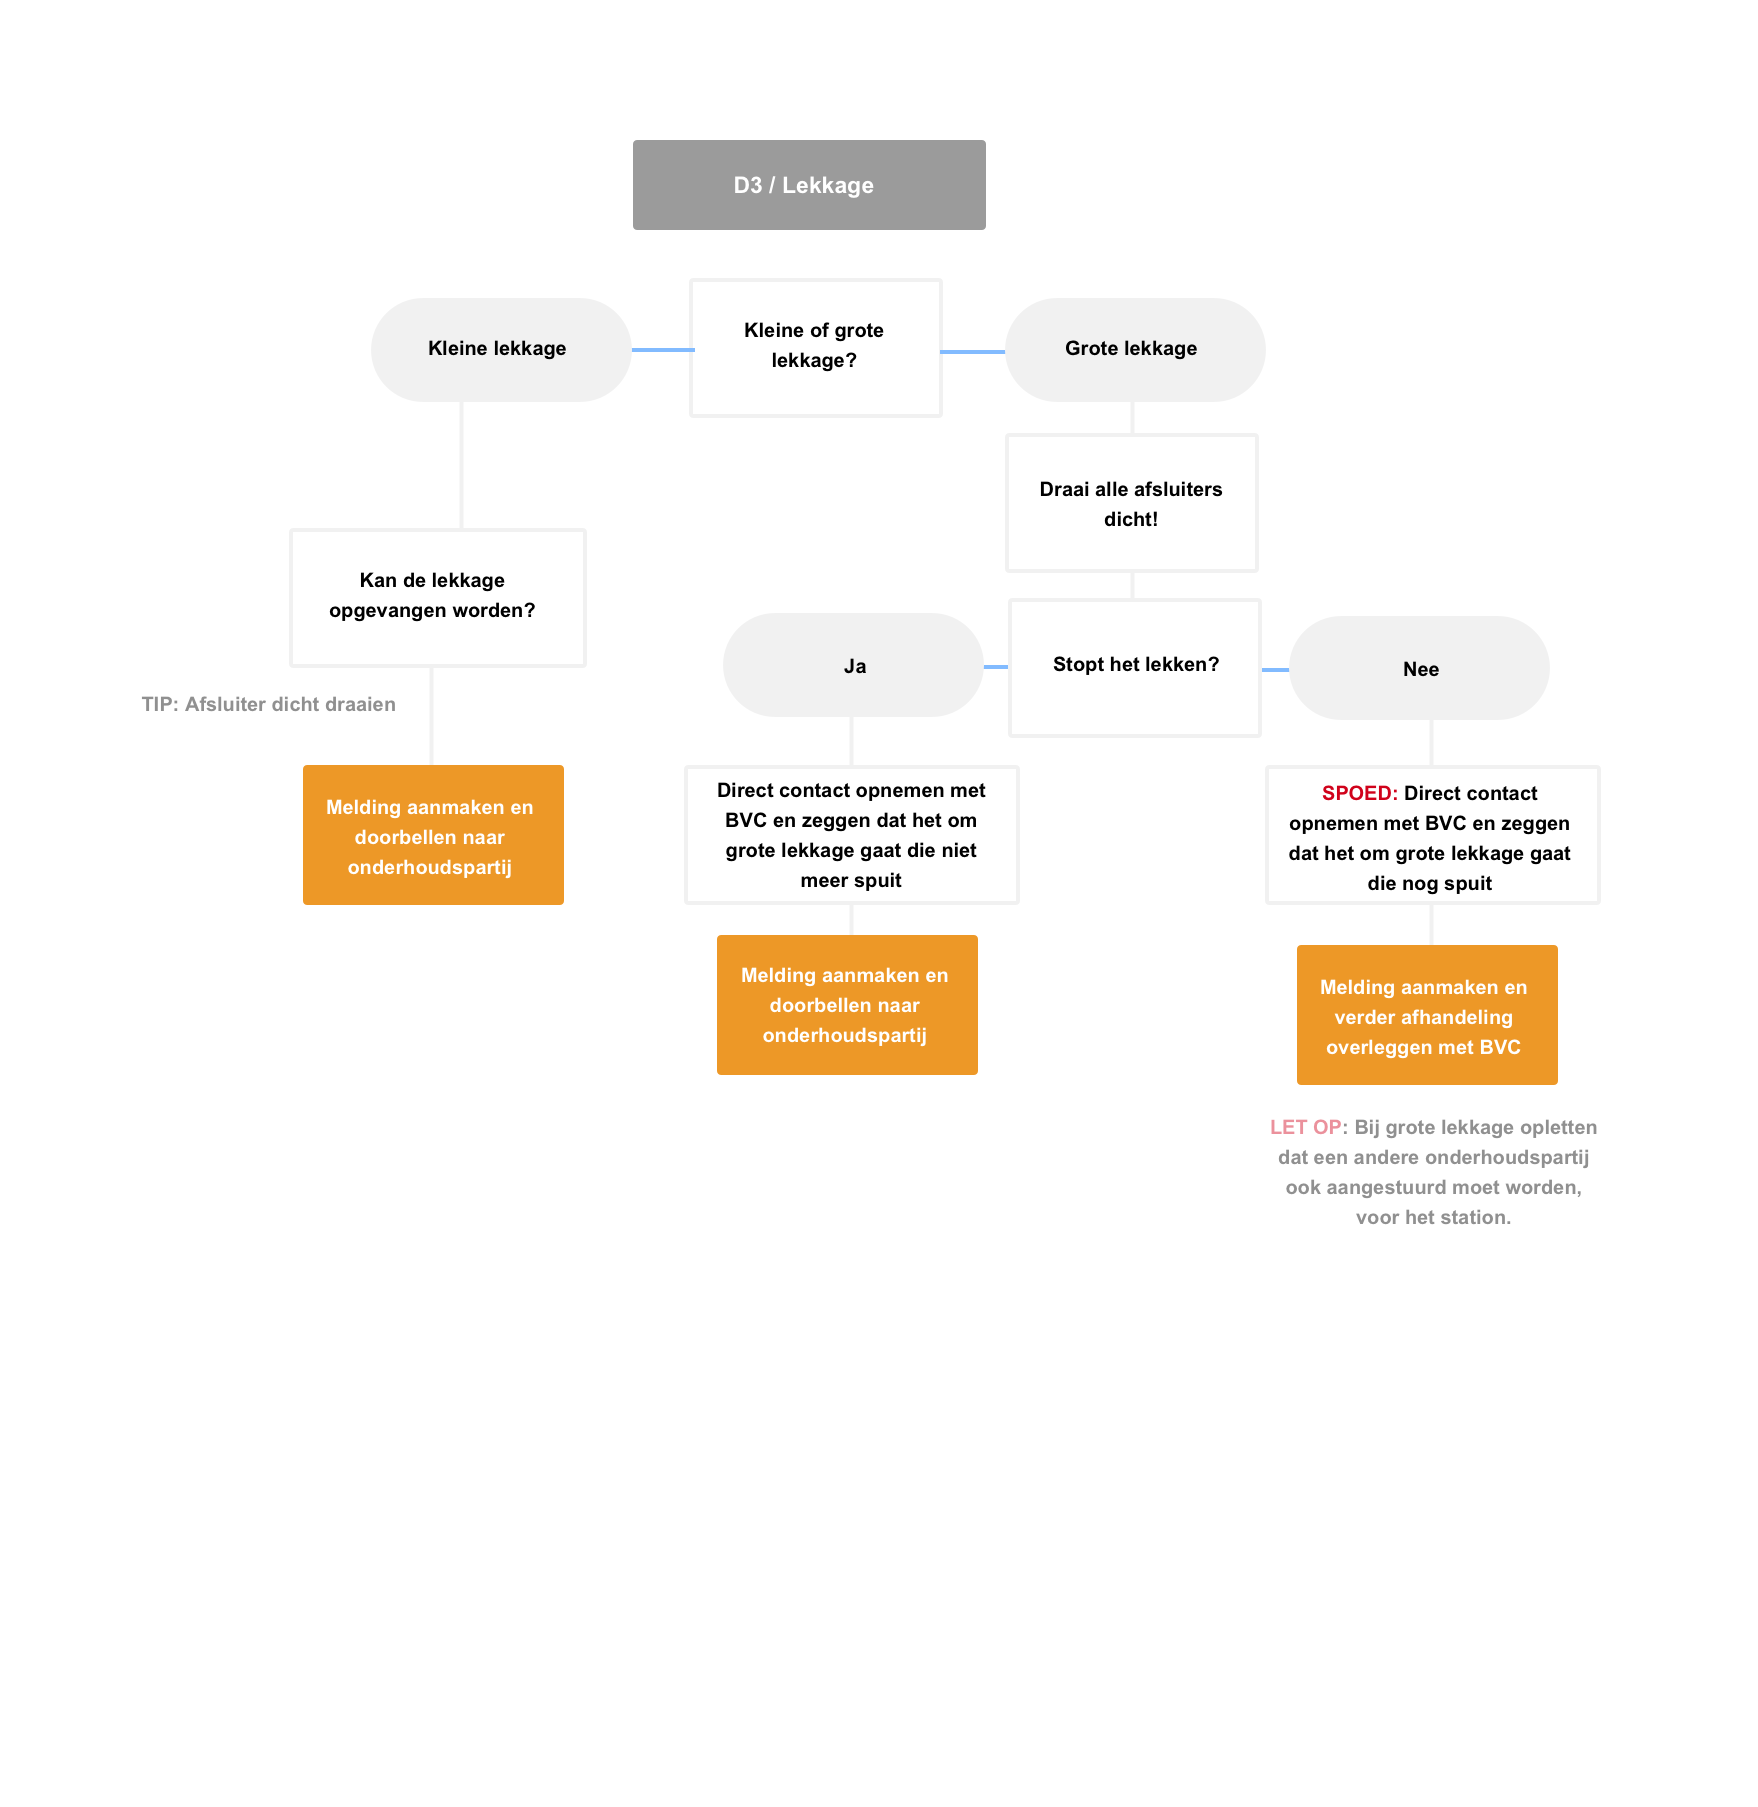 D3 / Lekkage
Kleine lekkage
Kleine of grote
lekkage?
Grote lekkage
Draai alle afsluiters
dicht!
Kan de lekkage
opgevangen worden?
TIP: Afsluiter dicht draaien
Melding aanmaken en
doorbellen naar
onderhoudspartij
Ja
Stopt het lekken?
Nee
Direct contact opnemen met
BVC en zeggen dat het om
grote lekkage gaat die niet
meer spuit
Melding aanmaken en
doorbellen naar
onderhoudspartij
SPOED: Direct contact
opnemen met BVC en zeggen
dat het om grote lekkage gaat
die nog spuit
Melding aanmaken en
verder afhandeling
overleggen met BVC
LET OP: Bij grote lekkage opletten
dat een andere onderhoudspartij
ook aangestuurd moet worden,
voor het station.